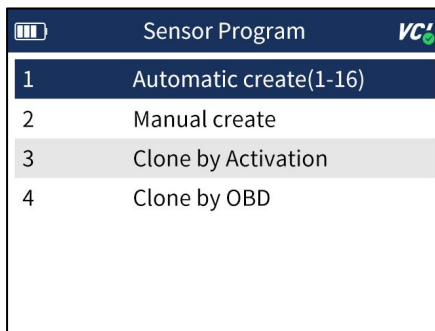 Sensor Program VCI
1 Automatic create(1-16)
2 Manual create
3 Clone by Activation
4 Clone by OBD